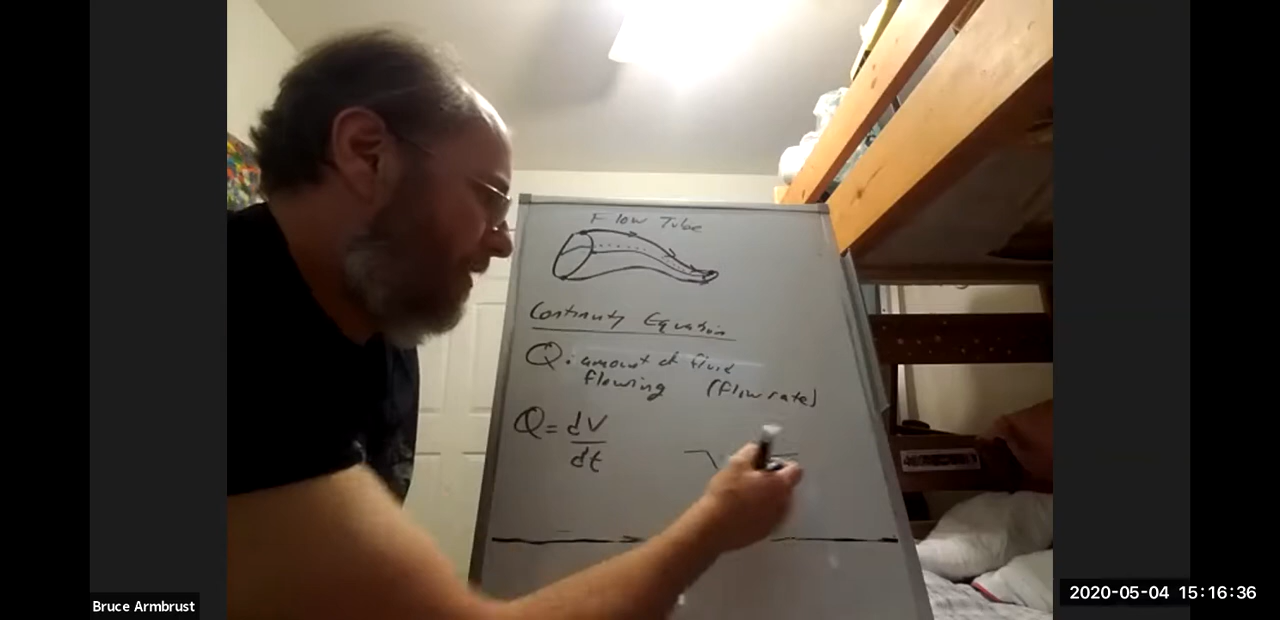 Flow Tube
Continuity Equation
Q: amount of fluid
flowing (flow rate)
Q = dV
dt
Bruce Armbrust
2020-05-04 15:16:36